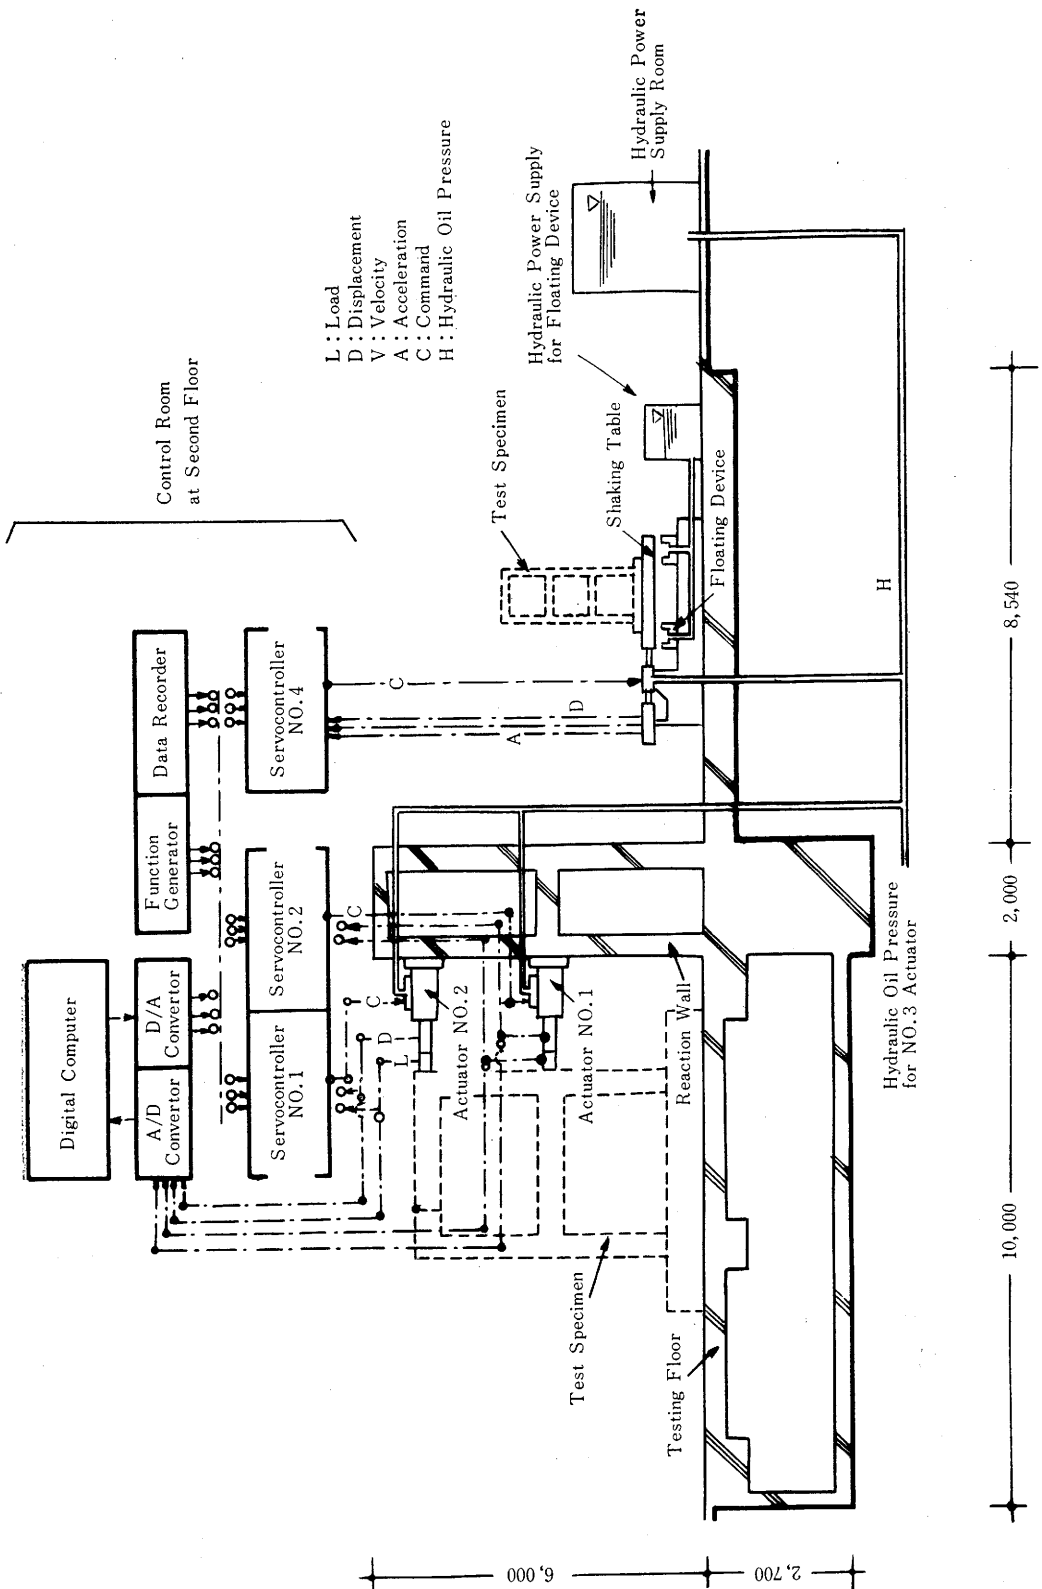 Digital Computer
A/D
Convertor
D/A
Convertor
Function
Generator
Data Recorder
Servocontroller
NO.1
Servocontroller
NO.2
Servocontroller
NO.4
Control Room
at Second Floor
L : Load
D : Displacement
V : Velocity
A : Acceleration
C : Command
H : Hydraulic Oil Pressure
L
D
C
C
A
D
C
Actuator NO.2
Actuator NO.1
Reaction Wall
Test Specimen
Testing Floor
Test Specimen
Shaking Table
Floating Device
Hydraulic Power Supply
for Floating Device
Hydraulic Power
Supply Room
H
Hydraulic Oil Pressure
for NO.3 Actuator
6,000
2,700
10,000
2,000
8,540